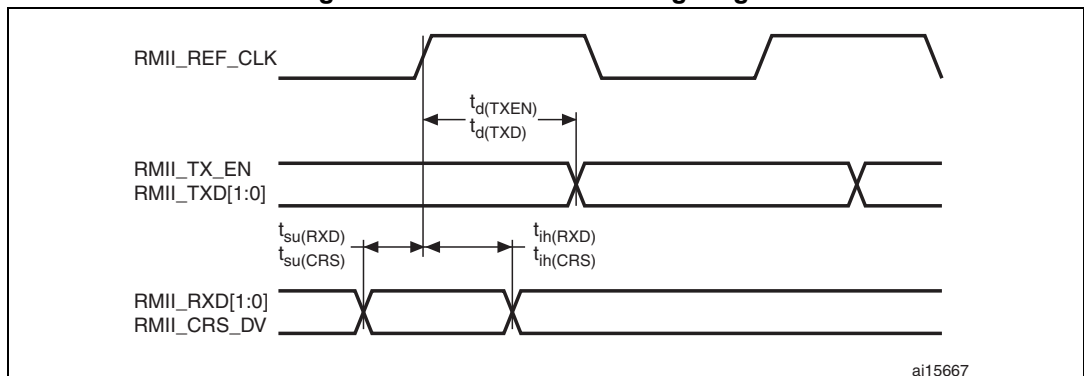 RMII_REF_CLK
td(TXEN)
td(TXD)
RMII_TX_EN
RMII_TXD[1:0]
tsu(RXD)
tsu(CRS)
tih(RXD)
tih(CRS)
RMII_RXD[1:0]
RMII_CRS_DV
ai15667